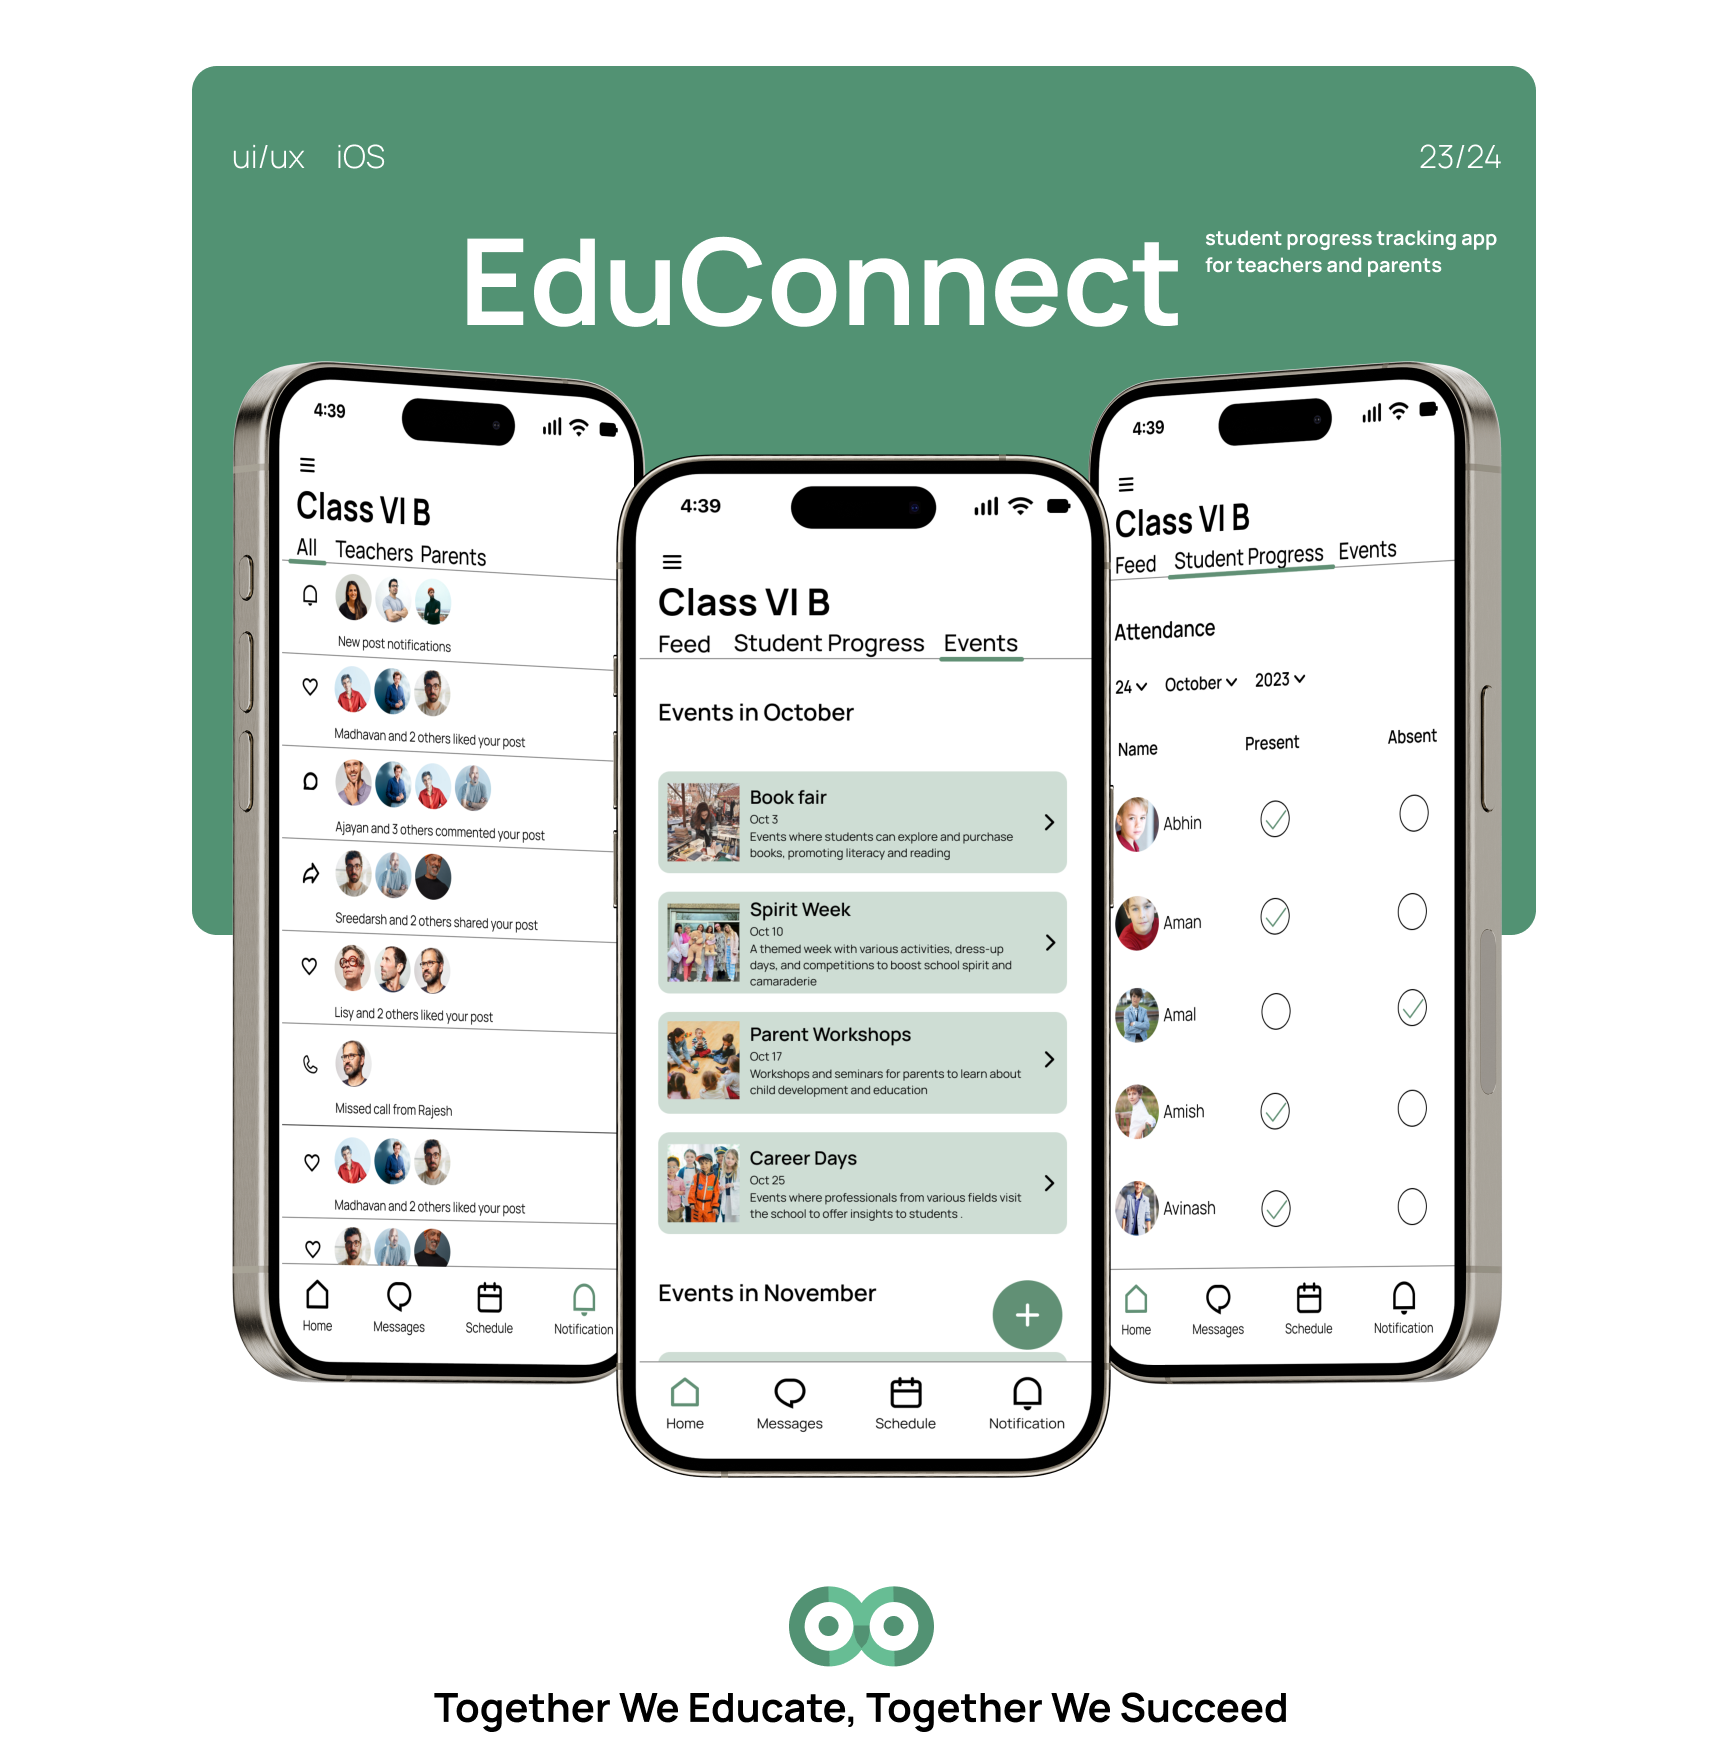 ui/ux iOS
23/24
EduConnect
student progress tracking app
for teachers and parents
4:39
Class VI B
All Teachers Parents
New post notifications
Madhavan and 2 others liked your post
Ajayan and 3 others commented your post
Sreedarsh and 2 others shared your post
Lisy and 2 others liked your post
Missed call from Rajesh
Madhavan and 2 others liked your post
Home Messages Schedule Notification
4:39
Class VI B
Feed Student Progress Events
Events in October
Book fair
Oct 3
Events where students can explore and purchase
books, promoting literacy and reading
Spirit Week
Oct 10
A themed week with various activities, dress-up
days, and competitions to boost school spirit and
camaraderie
Parent Workshops
Oct 17
Workshops and seminars for parents to learn about
child development and education
Career Days
Oct 25
Events where professionals from various fields visit
the school to offer insights to students .
Events in November
Home Messages Schedule Notification
4:39
Class VI B
Feed Student Progress Events
Attendance
24 October 2023
Name Present Absent
Abhin
Aman
Amal
Amish
Avinash
Home Messages Schedule Notification
Together We Educate, Together We Succeed